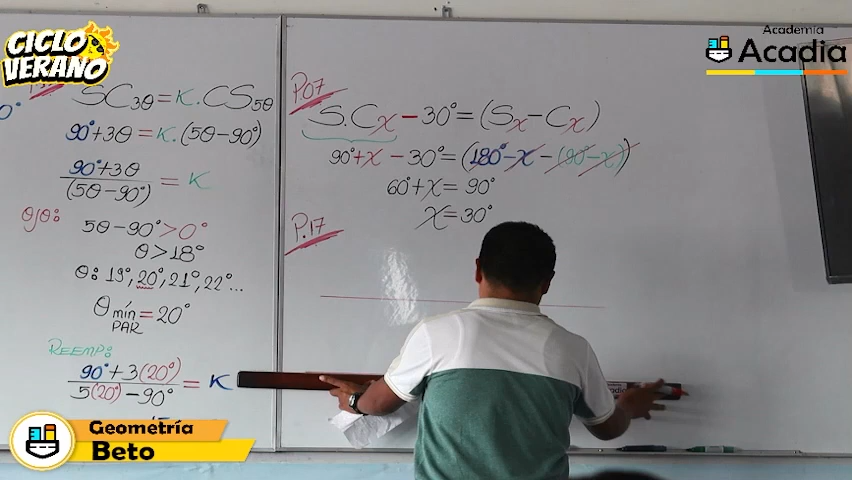 CICLO
VERANO
Academia
Acadia
SC3θ = K. CS5θ
90°+3θ = K.(5θ-90°)
90°+3θ
(5θ-90°) = K
OJO:
5θ-90° > 0°
θ > 18°
θ: 19°, 20°, 21°, 22°...
θ mín = 20°
PAR
REEMP:
90° + 3(20°)
5(20°) - 90° = K
P.07
S.Cx - 30° = (Sx - Cx)
90°+x - 30° = (180°-x - (90°-x))
60°+x = 90°
x = 30°
P.17
Geometría
Beto